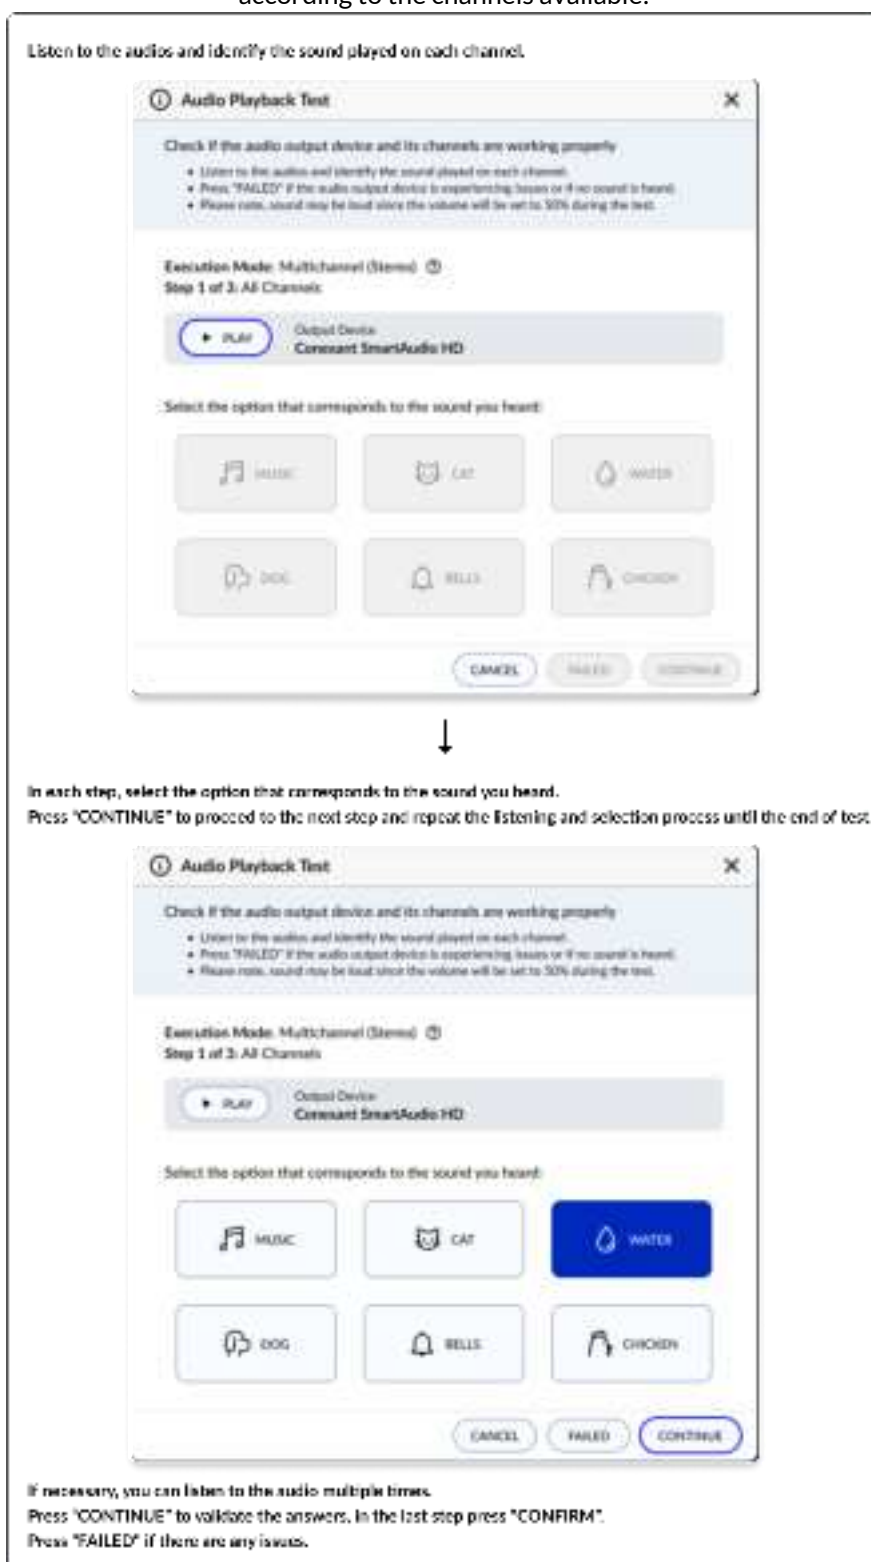 according to the channels available.
Listen to the audios and identify the sound played on each channel.
Audio Playback Test
Check if the audio output device and its channels are working properly
• Listen to the audios and identify the sound played on each channel.
• Press "FAILED" if the audio output device is experiencing issues or if no sound is heard.
• Please note, sound may be loud since the volume will be set to 50% during the test.
Execution Mode: Multichannel (Stereo)
Step 1 of 3: All Channels
PLAY
Output Device
Conexant SmartAudio HD
Select the option that corresponds to the sound you heard:
MUSIC CAT WATER
DOG BELLS CHICKEN
CANCEL FAILED CONTINUE
In each step, select the option that corresponds to the sound you heard.
Press "CONTINUE" to proceed to the next step and repeat the listening and selection process until the end of test
Audio Playback Test
Check if the audio output device and its channels are working properly
• Listen to the audios and identify the sound played on each channel.
• Press "FAILED" if the audio output device is experiencing issues or if no sound is heard.
• Please note, sound may be loud since the volume will be set to 50% during the test.
Execution Mode: Multichannel (Stereo)
Step 1 of 3: All Channels
PLAY
Output Device
Conexant SmartAudio HD
Select the option that corresponds to the sound you heard:
MUSIC CAT WATER
DOG BELLS CHICKEN
CANCEL FAILED CONTINUE
If necessary, you can listen to the audio multiple times.
Press "CONTINUE" to validate the answers. In the last step press "CONFIRM".
Press "FAILED" if there are any issues.